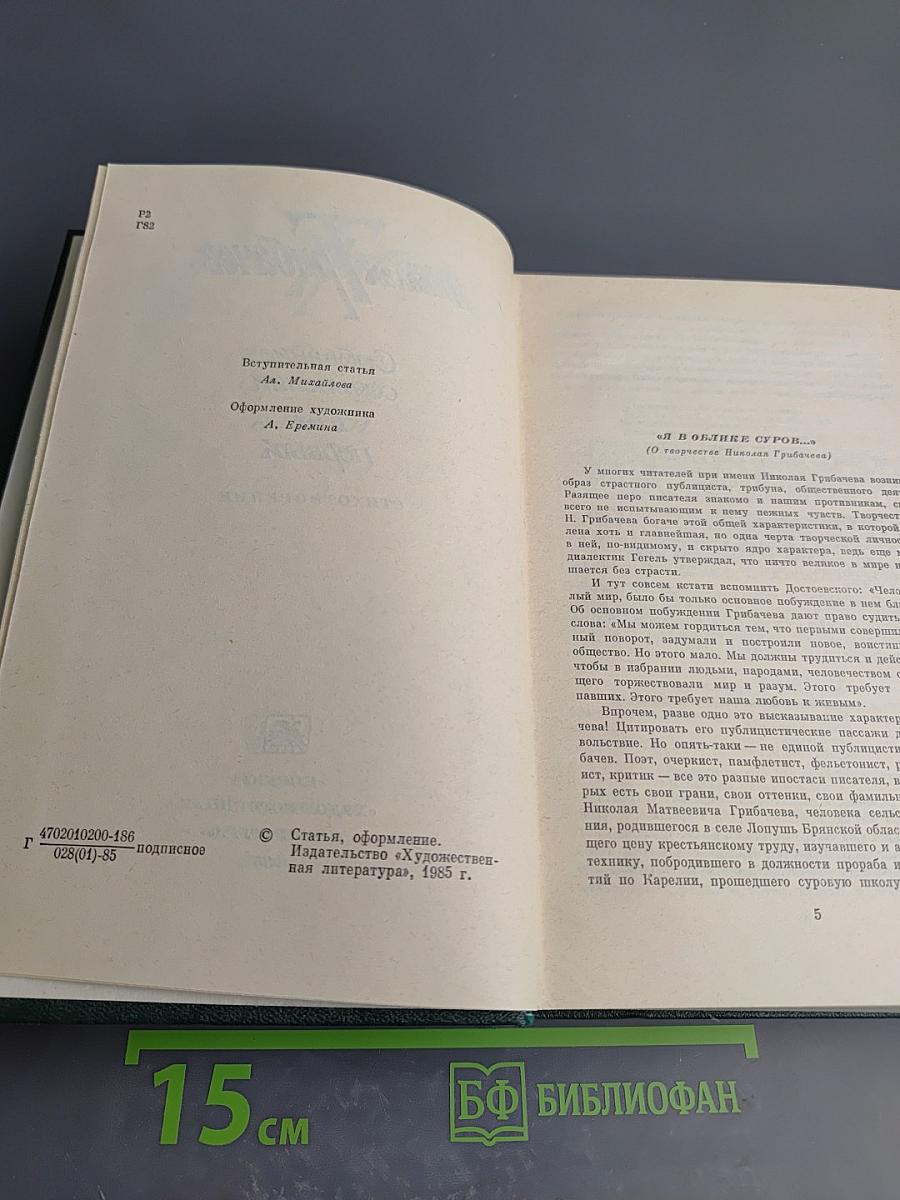 Р2
Г82
Вступительная статья
Ал. Михайлова
Оформление художника
А. Еремина
Г 4702010200-186
028(01)-85 подписное
© Статья, оформление.
Издательство «Художествен-
ная литература», 1985 г.
«Я В ОБЛИКЕ СУРОВ...»
(О творчестве Николая Грибачева)
У многих читателей при имени Николая Грибачева возни
образ страстного публициста, трибуна, общественного дея
Разящее перо писателя знакомо и нашим противникам, с
всего не испытывающим к нему нежных чувств. Творчест
Н. Грибачева богаче этой общей характеристики, в которой
лена хоть и главнейшая, но одна черта творческой личнос
в ней, по-видимому, и скрыто ядро характера, ведь еще
диалектик Гегель утверждал, что ничто великое в мире н
шается без страсти.
И тут совсем кстати вспомнить Достоевского: «Чело
лый мир, было бы только основное побуждение в нем бл
Об основном побуждении Грибачева дают право судить
слова: «Мы можем гордиться тем, что первыми соверши
ный поворот, задумали и построили новое, воистин
общество. Но этого мало. Мы должны трудиться и дейс
чтобы в избрании людьми, народами, человечеством
щего торжествовали мир и разум. Этого требует
павших. Этого требует наша любовь к живым».
Впрочем, разве одно это высказывание характер
чева! Цитировать его публицистические пассажи д
вольствие. Но опять-таки — не единой публицисти
бачев. Поэт, очеркист, памфлетист, фельетонист, р
ист, критик — все это разные ипостаси писателя, в
рых есть свои грани, свои оттенки, свои фамиль
Николая Матвеевича Грибачева, человека сельс
ния, родившегося в селе Лопушь Брянской облас
щего цену крестьянскому труду, изучавшего и а
технику, побродившего в должности прораба и
тий по Карелии, прошедшего суровую школу
5
15 см
БФ БИБЛИОФАН